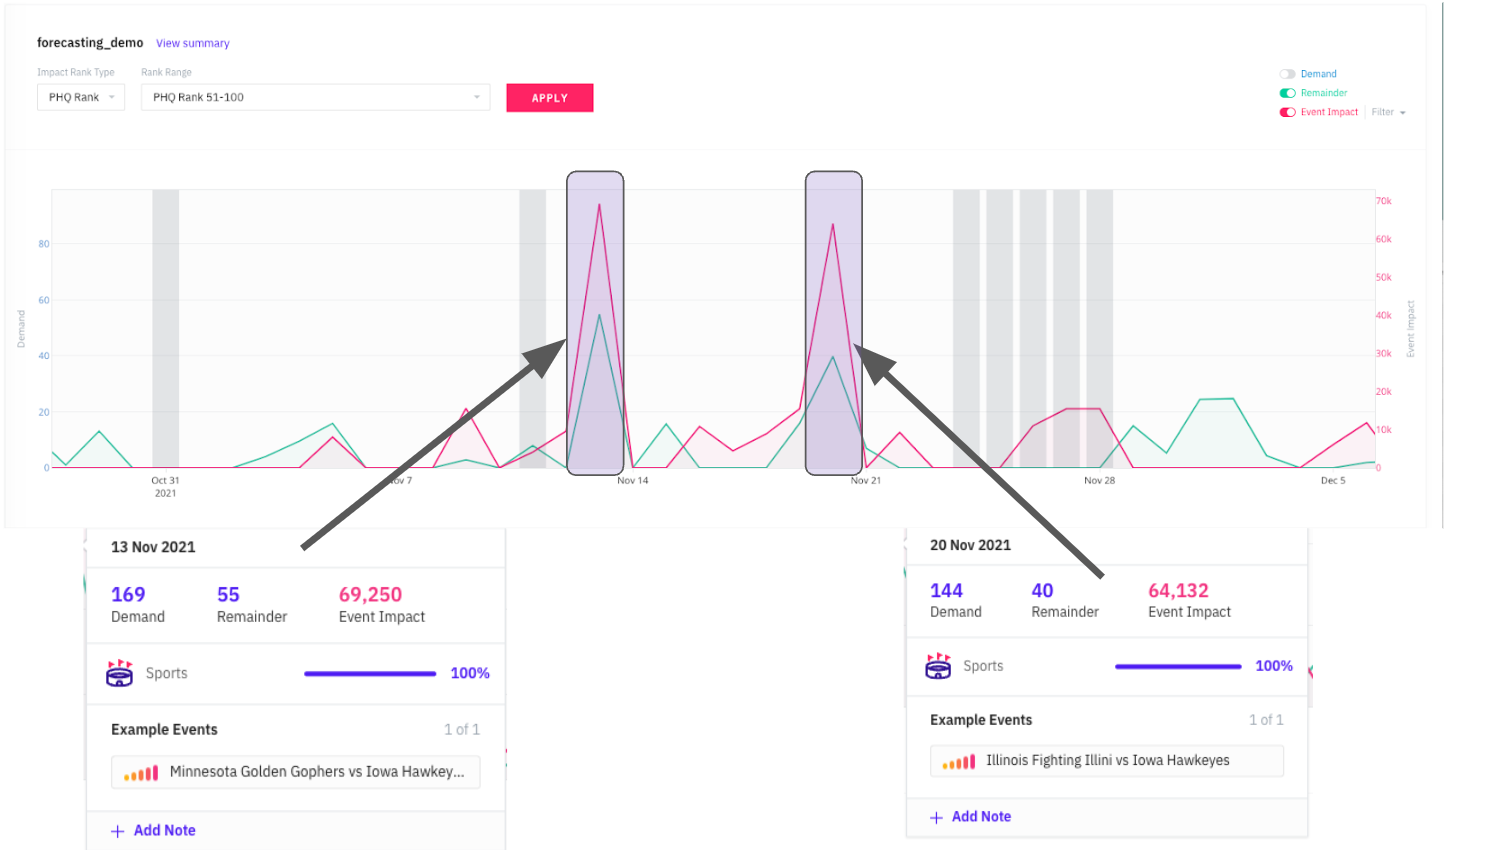 forecasting_demo View summary
Impact Rank Type Rank Range
PHQ Rank PHQ Rank 51-100 APPLY
Demand
Remainder
Event Impact Filter
Demand
80
60
40
20
0
70k
60k
50k
40k
30k
20k
10k
0
Event Impact
Oct 31 ov 7 Nov 14 Nov 21 Nov 28 Dec 5
2021
13 Nov 2021
169 55 69,250
Demand Remainder Event Impact
Sports 100%
Example Events 1 of 1
Minnesota Golden Gophers vs Iowa Hawkey...
+ Add Note
20 Nov 2021
144 40 64,132
Demand Remainder Event Impact
Sports 100%
Example Events 1 of 1
Illinois Fighting Illini vs Iowa Hawkeyes
+ Add Note